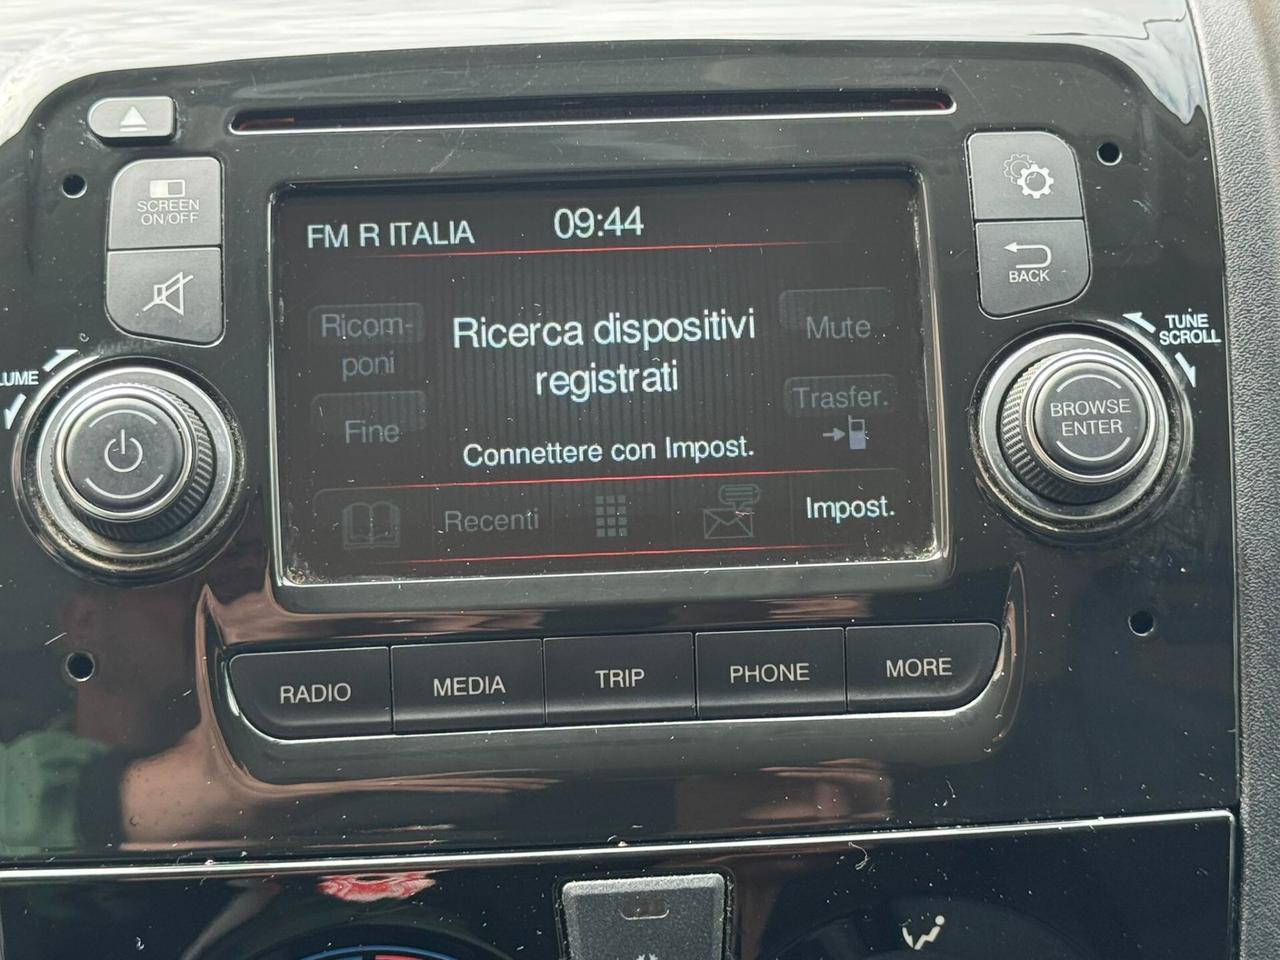 SCREEN
ON/OFF
FM R ITALIA
09:44
BACK
Ricom-
poni
Ricerca dispositivi
registrati
Mute
TUNE
SCROLL
Fine
Trasfer.
BROWSE
ENTER
Connettere con Impost.
Recenti
Impost.
RADIO
MEDIA
TRIP
PHONE
MORE